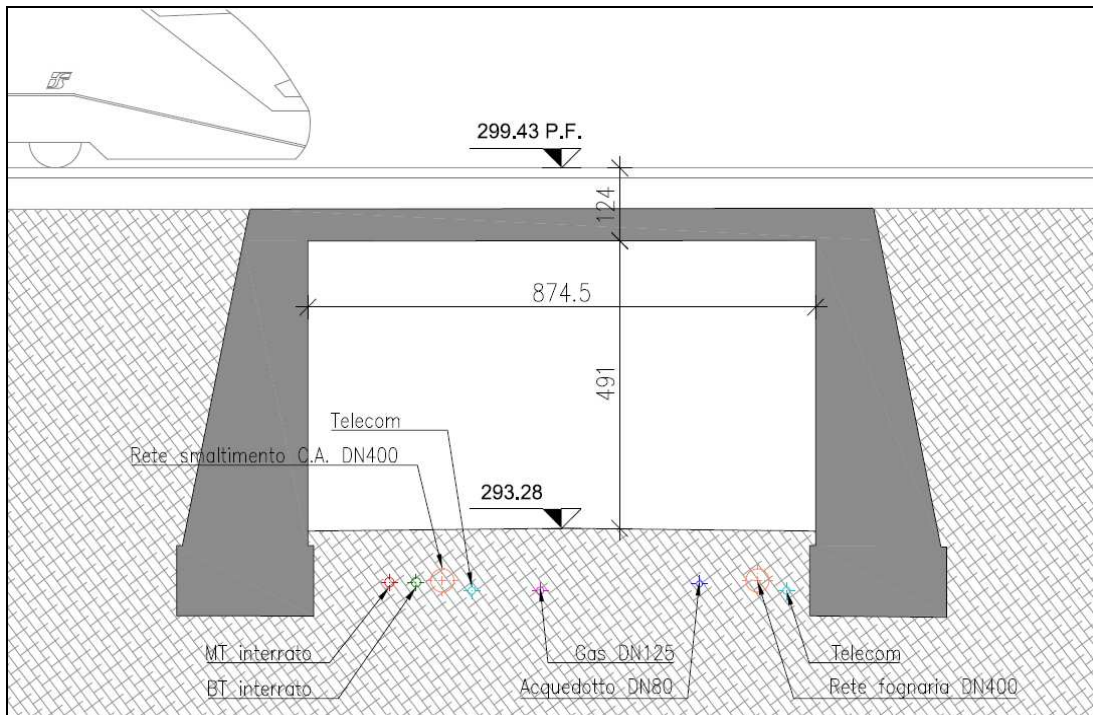 299.43 P.F.
124
874.5
491
Telecom
Rete smaltimento C.A. DN400
293.28
MT interrato
Gas DN125
Telecom
BT interrato
Acquedotto DN80
Rete fognaria DN400